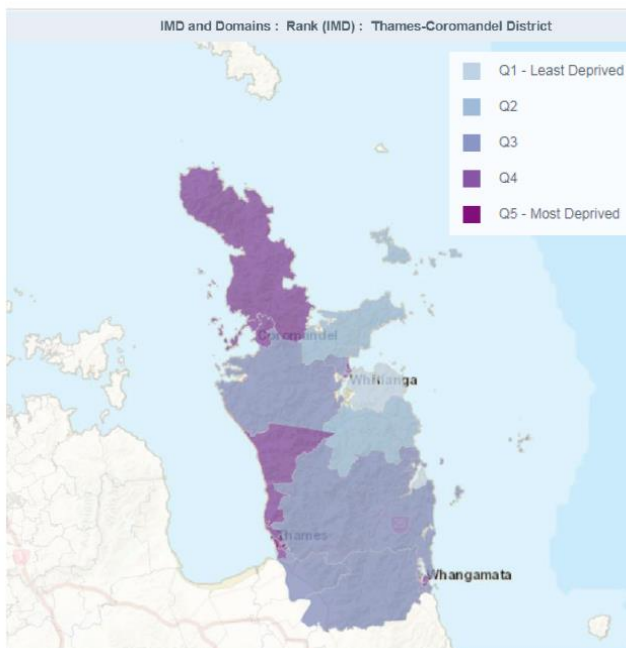 IMD and Domains : Rank (IMD) : Thames-Coromandel District
Q1 - Least Deprived
Q2
Q3
Q4
Q5 - Most Deprived
Coromandel
Whitianga
Thames
Whangamata